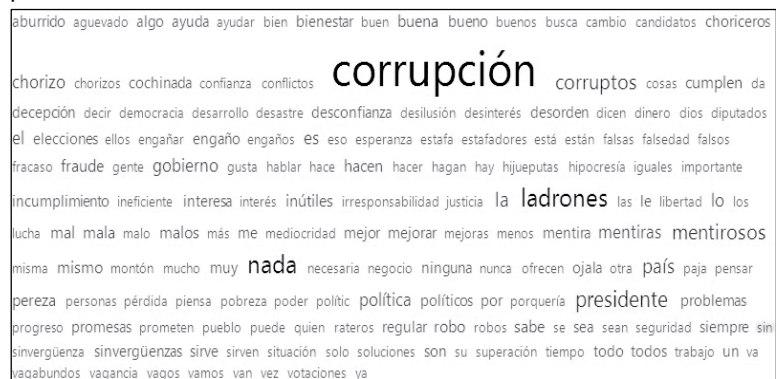 aburrido aguevado algo ayuda ayudar bien bienestar buen buena bueno buenos busca cambio candidatos choriceros
chorizo chorizos cochinada confianza conflictos corrupción corruptos cosas cumplen da
decepción decir democracia desarrollo desastre desconfianza desilusión desinterés desorden dicen dinero dios diputados
el elecciones ellos engañar engaño engaños es eso esperanza estafa estafadores está están falsas falsedad falsos
fracaso fraude gente gobierno gusta hablar hace hacen hacer hagan hay hijueputas hipocresía iguales importante
incumplimiento ineficiente interesa interés inútiles irresponsabilidad justicia la ladrones las le libertad lo los
lucha mal mala malo malos más me mediocridad mejor mejorar mejoras menos mentira mentiras mentirosos
misma mismo montón mucho muy nada necesaria negocio ninguna nunca ofrecen ojala otra país paja pensar
pereza personas pérdida piensa pobreza poder polític política políticos por porquería presidente problemas
progreso promesas prometen pueblo puede quien rateros regular robo robos sabe se sea sean seguridad siempre sin
sinvergüenza sinvergüenzas sirve sirven situación solo soluciones son su superación tiempo todo todos trabajo un va
vagabundos vagancia vagos vamos van vez votaciones ya